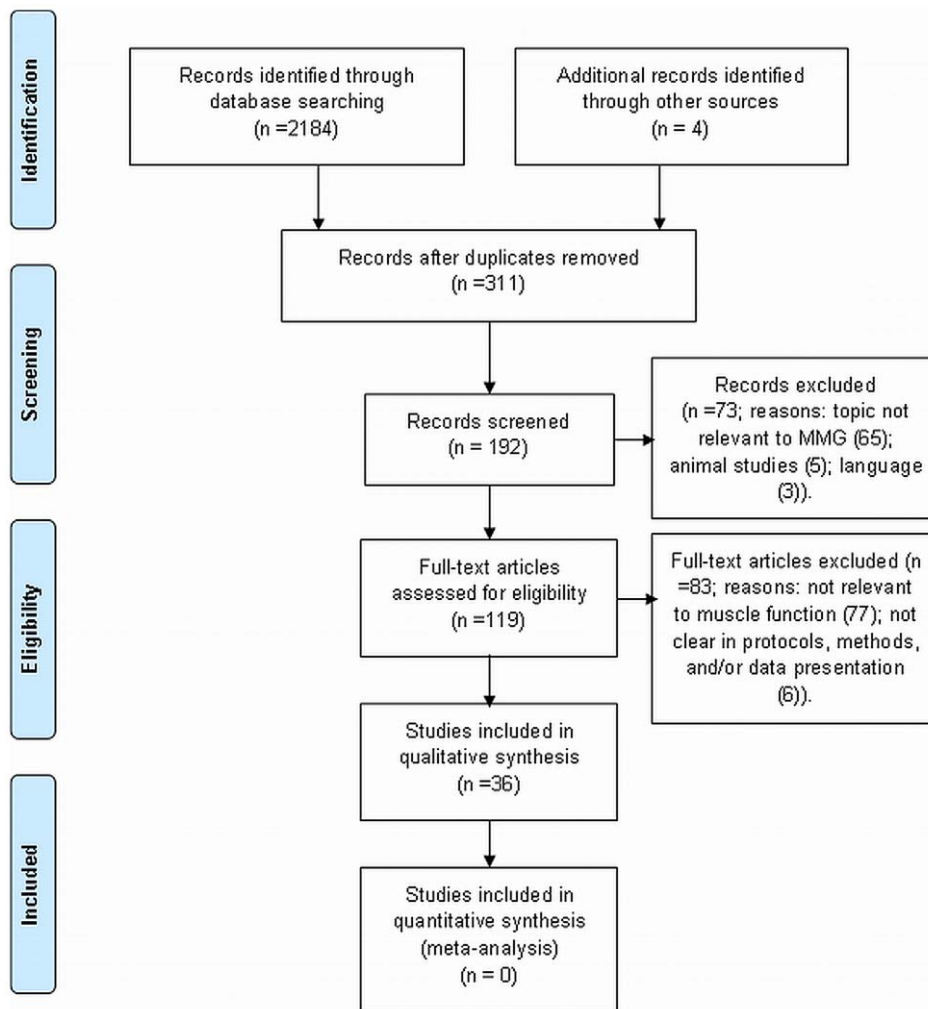 Identification
Records identified through
database searching
(n =2184)
Additional records identified
through other sources
(n = 4)
Records after duplicates removed
(n =311)
Screening
Records screened
(n = 192)
Records excluded
(n =73; reasons: topic not
relevant to MMG (65);
animal studies (5); language
(3)).
Eligibility
Full-text articles
assessed for eligibility
(n =119)
Full-text articles excluded (n
=83; reasons: not relevant
to muscle function (77); not
clear in protocols, methods,
and/or data presentation
(6)).
Studies included in
qualitative synthesis
(n =36)
Included
Studies included in
quantitative synthesis
(meta-analysis)
(n = 0)